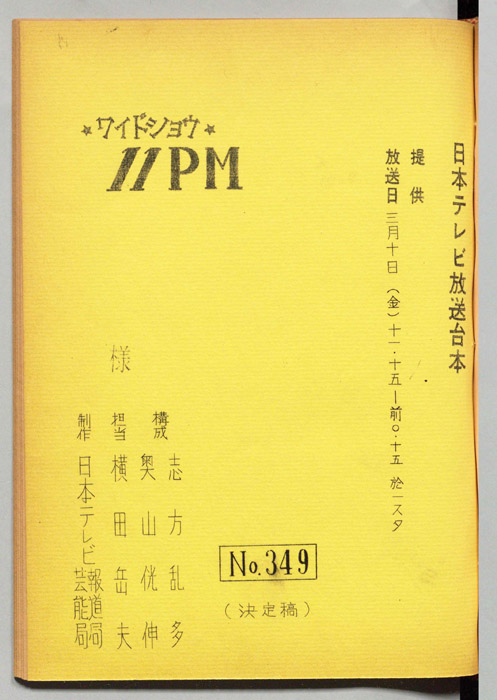 日本テレビ放送台本
提供
放送日 三月十日(金)十一・十五ー前0・十五 於一スタ
★ワイドショウ★
11PM
様
構成 志方乱多
奥山侊伸
担当 横田岳夫
制作 日本テレビ 報道局
芸能局
No.349
(決定稿)